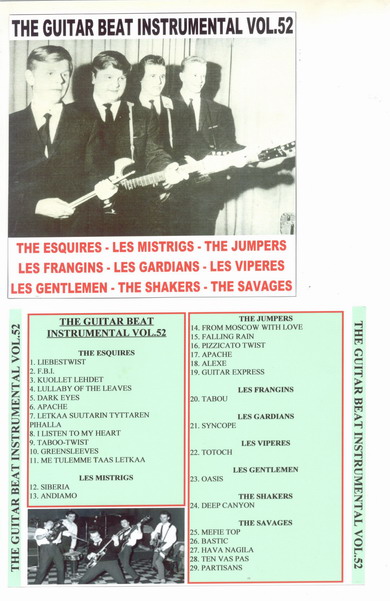 THE GUITAR BEAT INSTRUMENTAL VOL.52
THE ESQUIRES - LES MISTRIGS - THE JUMPERS
LES FRANGINS - LES GARDIANS - LES VIPERES
LES GENTLEMEN - THE SHAKERS - THE SAVAGES
THE GUITAR BEAT INSTRUMENTAL VOL.52
THE GUITAR BEAT
INSTRUMENTAL VOL.52
THE ESQUIRES
1. LIEBESTWIST
2. F.B.I.
3. KUOLLET LEHDET
4. LULLABY OF THE LEAVES
5. DARK EYES
6. APACHE
7. LETKAA SUUTARIN TYTTAREN
PIHALLA
8. I LISTEN TO MY HEART
9. TABOO-TWIST
10. GREENSLEEVES
11. ME TULEMME TAAS LETKAA
LES MISTRIGS
12. SIBERIA
13. ANDIAMO
THE JUMPERS
14. FROM MOSCOW WITH LOVE
15. FALLING RAIN
16. PIZZICATO TWIST
17. APACHE
18. ALEXE
19. GUITAR EXPRESS
LES FRANGINS
20. TABOU
LES GARDIANS
21. SYNCOPE
LES VIPERES
22. TOTOCH
LES GENTLEMEN
23. OASIS
THE SHAKERS
24. DEEP CANYON
THE SAVAGES
25. MEFIE TOP
26. BASTIC
27. HAVA NAGILA
28. TEN VAS PAS
29. PARTISANS
THE GUITAR BEAT INSTRUMENTAL VOL.52